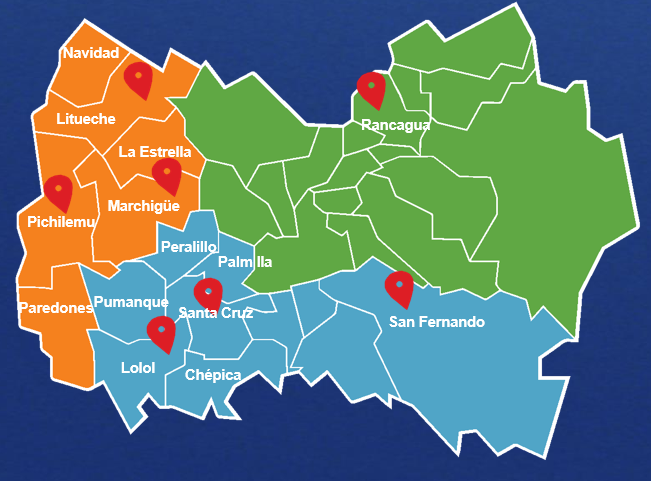 Navidad
Litueche
Rancagua
La Estrella
Marchigüe
Pichilemu
Peralillo
Palmilla
Paredones
Pumanque
Santa Cruz
San Fernando
Lolol
Chépica